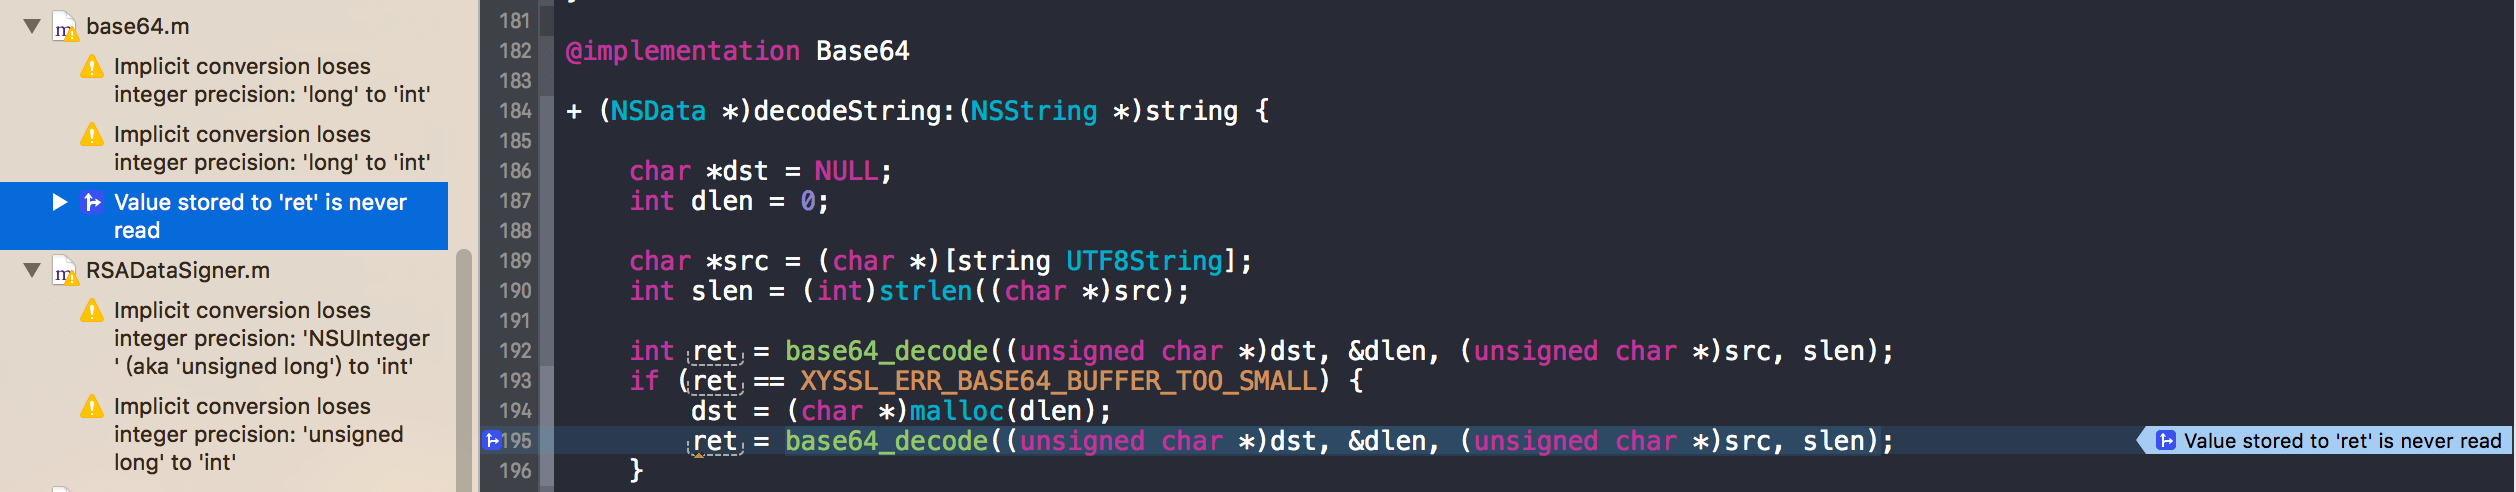 base64.m
Implicit conversion loses
integer precision: 'long' to 'int'
Implicit conversion loses
integer precision: 'long' to 'int'
Value stored to 'ret' is never
read
RSADataSigner.m
Implicit conversion loses
integer precision: 'NSUInteger
' (aka 'unsigned long') to 'int'
Implicit conversion loses
integer precision: 'unsigned
long' to 'int'
181
182 @implementation Base64
183
184 + (NSData *)decodeString:(NSString *)string {
185
186 char *dst = NULL;
187 int dlen = 0;
188
189 char *src = (char *)[string UTF8String];
190 int slen = (int)strlen((char *)src);
191
192 int ret = base64_decode((unsigned char *)dst, &dlen, (unsigned char *)src, slen);
193 if (ret == XYSSL_ERR_BASE64_BUFFER_TOO_SMALL) {
194 dst = (char *)malloc(dlen);
195 ret = base64_decode((unsigned char *)dst, &dlen, (unsigned char *)src, slen); Value stored to 'ret' is never read
196 }